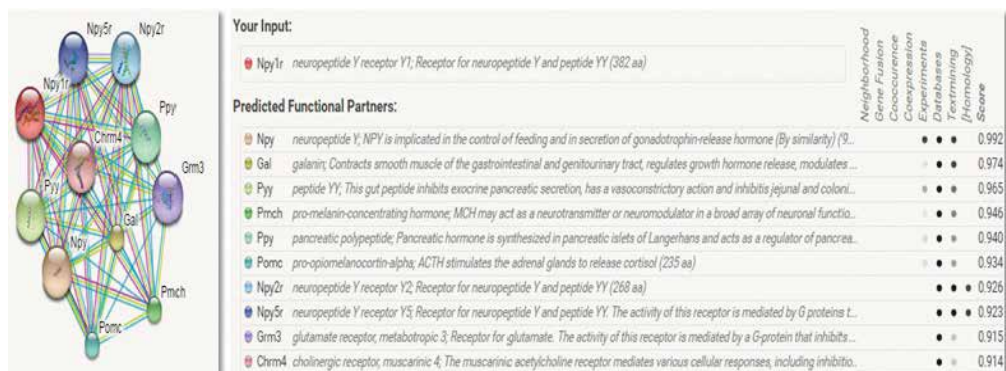 Npy5r
Npy2r
Npy1r
Ppy
Chrm4
Grm3
Pyy
Gal
Npy
Pmch
Pomc
Your Input:
Npy1r neuropeptide Y receptor Y1; Receptor for neuropeptide Y and peptide YY (382 aa)
Neighborhood
Gene Fusion
Cooccurence
Coexpression
Experiments
Databases
Textmining
[Homology]
Score
Predicted Functional Partners:
Npy neuropeptide Y; NPY is implicated in the control of feeding and in secretion of gonadotrophin-release hormone (By similarity) (9... 0.992
Gal galanin; Contracts smooth muscle of the gastrointestinal and genitourinary tract, regulates growth hormone release, modulates ... 0.974
Pyy peptide YY; This gut peptide inhibits exocrine pancreatic secretion, has a vasoconstrictory action and inhibitis jejunal and coloni... 0.965
Pmch pro-melanin-concentrating hormone; MCH may act as a neurotransmitter or neuromodulator in a broad array of neuronal functio... 0.946
Ppy pancreatic polypeptide; Pancreatic hormone is synthesized in pancreatic islets of Langerhans and acts as a regulator of pancrea... 0.940
Pomc pro-opiomelanocortin-alpha; ACTH stimulates the adrenal glands to release cortisol (235 aa) 0.934
Npy2r neuropeptide Y receptor Y2; Receptor for neuropeptide Y and peptide YY (268 aa) 0.926
Npy5r neuropeptide Y receptor Y5; Receptor for neuropeptide Y and peptide YY. The activity of this receptor is mediated by G proteins t... 0.923
Grm3 glutamate receptor, metabotropic 3; Receptor for glutamate. The activity of this receptor is mediated by a G-protein that inhibits ... 0.915
Chrm4 cholinergic receptor, muscarinic 4; The muscarinic acetylcholine receptor mediates various cellular responses, including inhibitio... 0.914